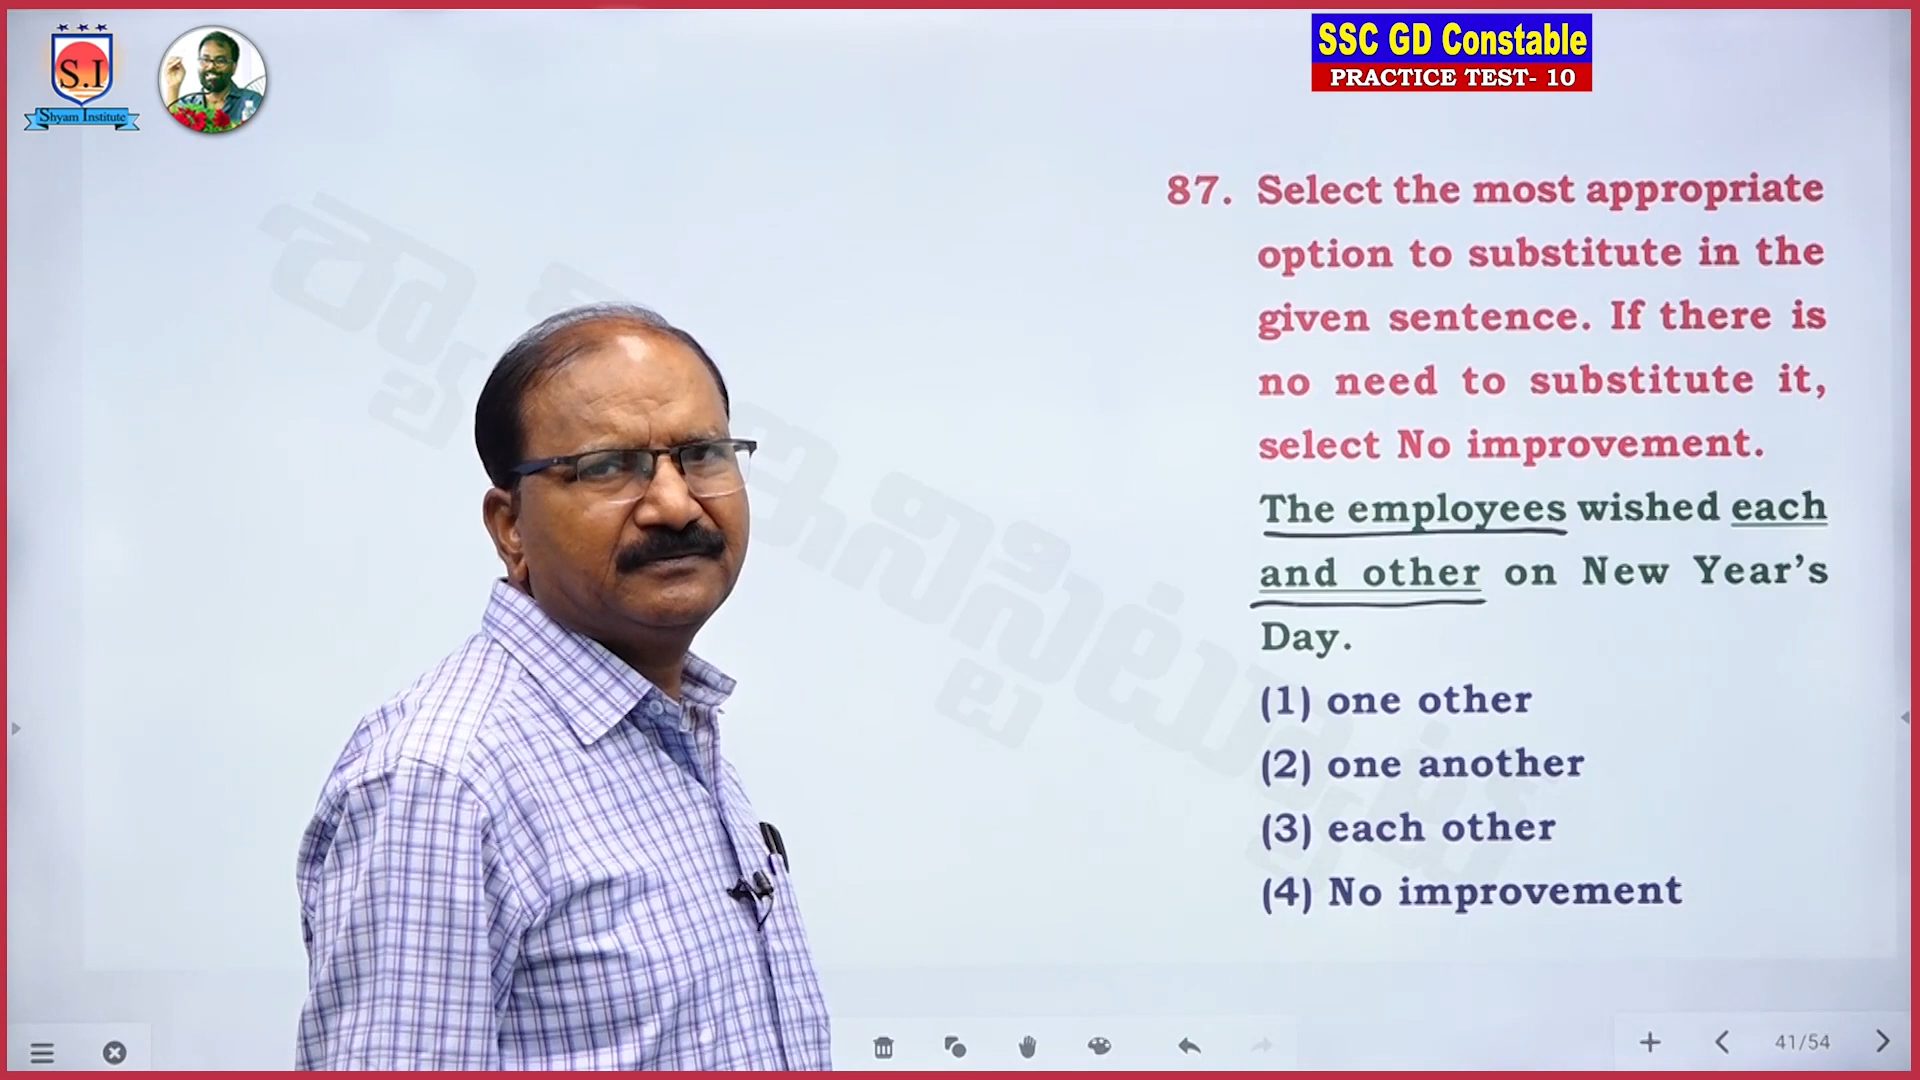 S.I
Shyam Institute
SSC GD Constable
PRACTICE TEST- 10
87. Select the most appropriate
option to substitute in the
given sentence. If there is
no need to substitute it,
select No improvement.
The employees wished each
and other on New Year's
Day.
(1) one other
(2) one another
(3) each other
(4) No improvement
41/54